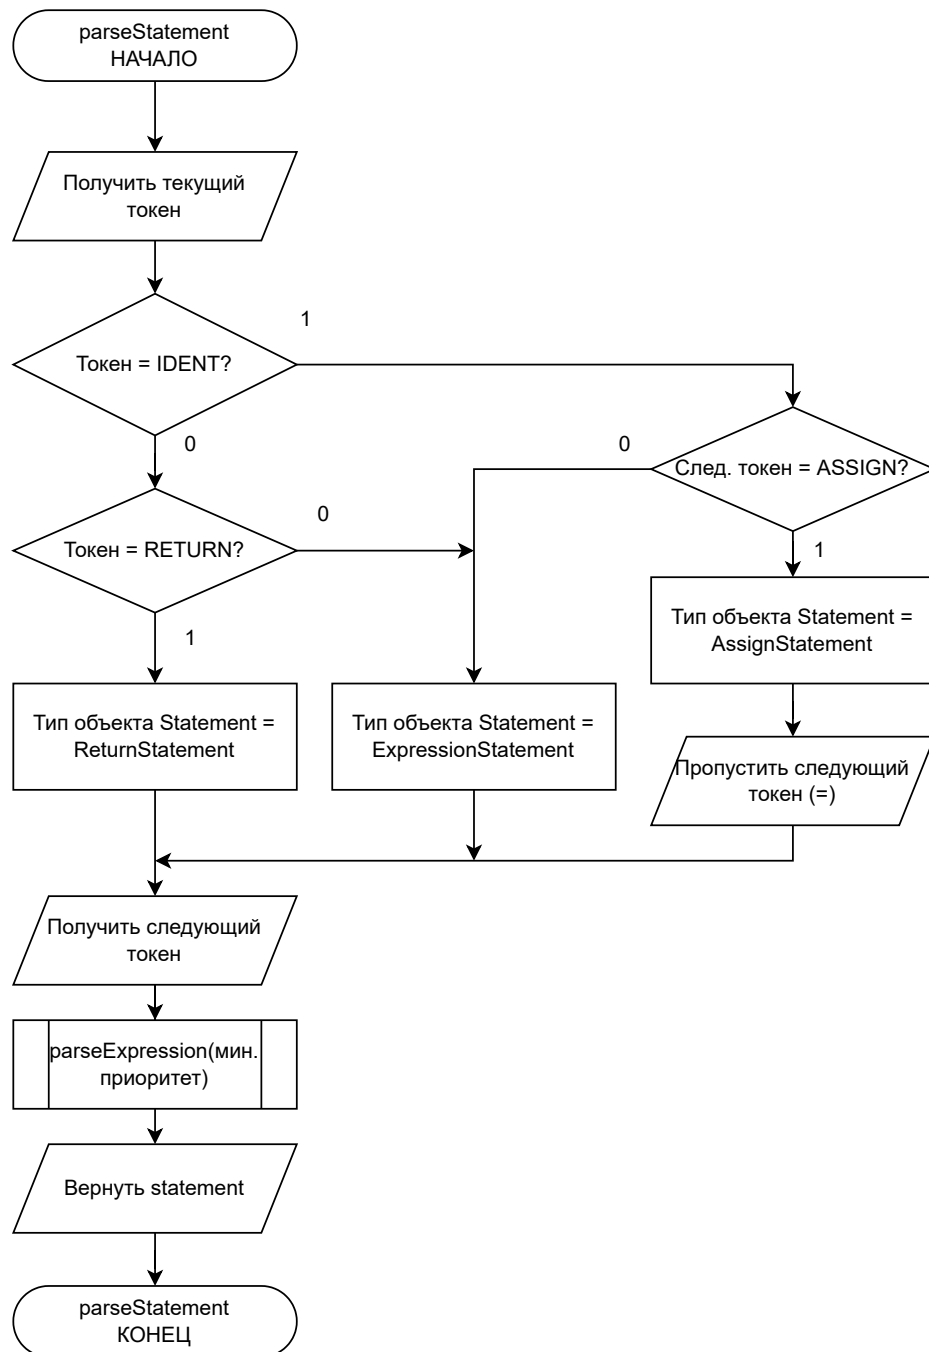 parseStatement
НАЧАЛО
Получить текущий
токен
1
Токен = IDENT?
0
0
След. токен = ASSIGN?
0
Токен = RETURN?
1
Тип объекта Statement =
AssignStatement
1
Тип объекта Statement =
ReturnStatement
Тип объекта Statement =
ExpressionStatement
Пропустить следующий
токен (=)
Получить следующий
токен
parseExpression(мин.
приоритет)
Вернуть statement
parseStatement
КОНЕЦ